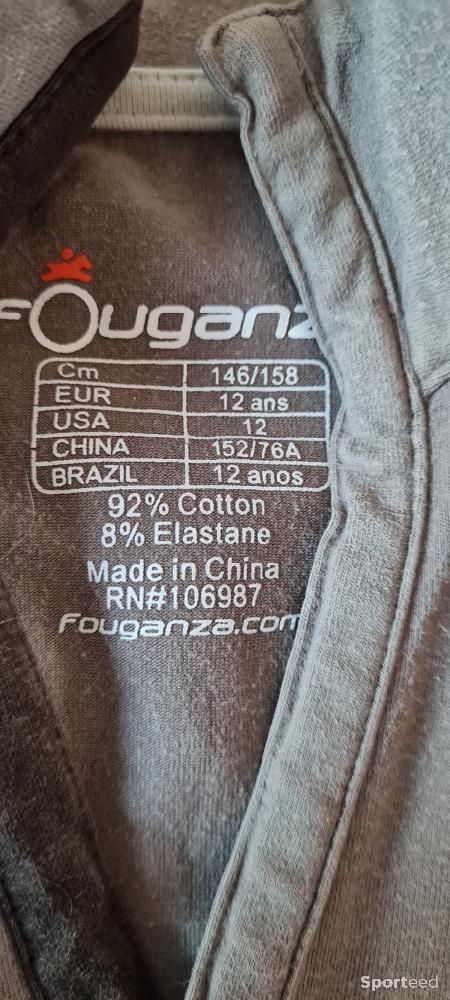 Fouganz
Cm 146/158
EUR 12 ans
USA 12
CHINA 152/76A
BRAZIL 12 anos
92% Cotton
8% Elastane
Made in China
RN#106987
Fouganza.com
Sporteed